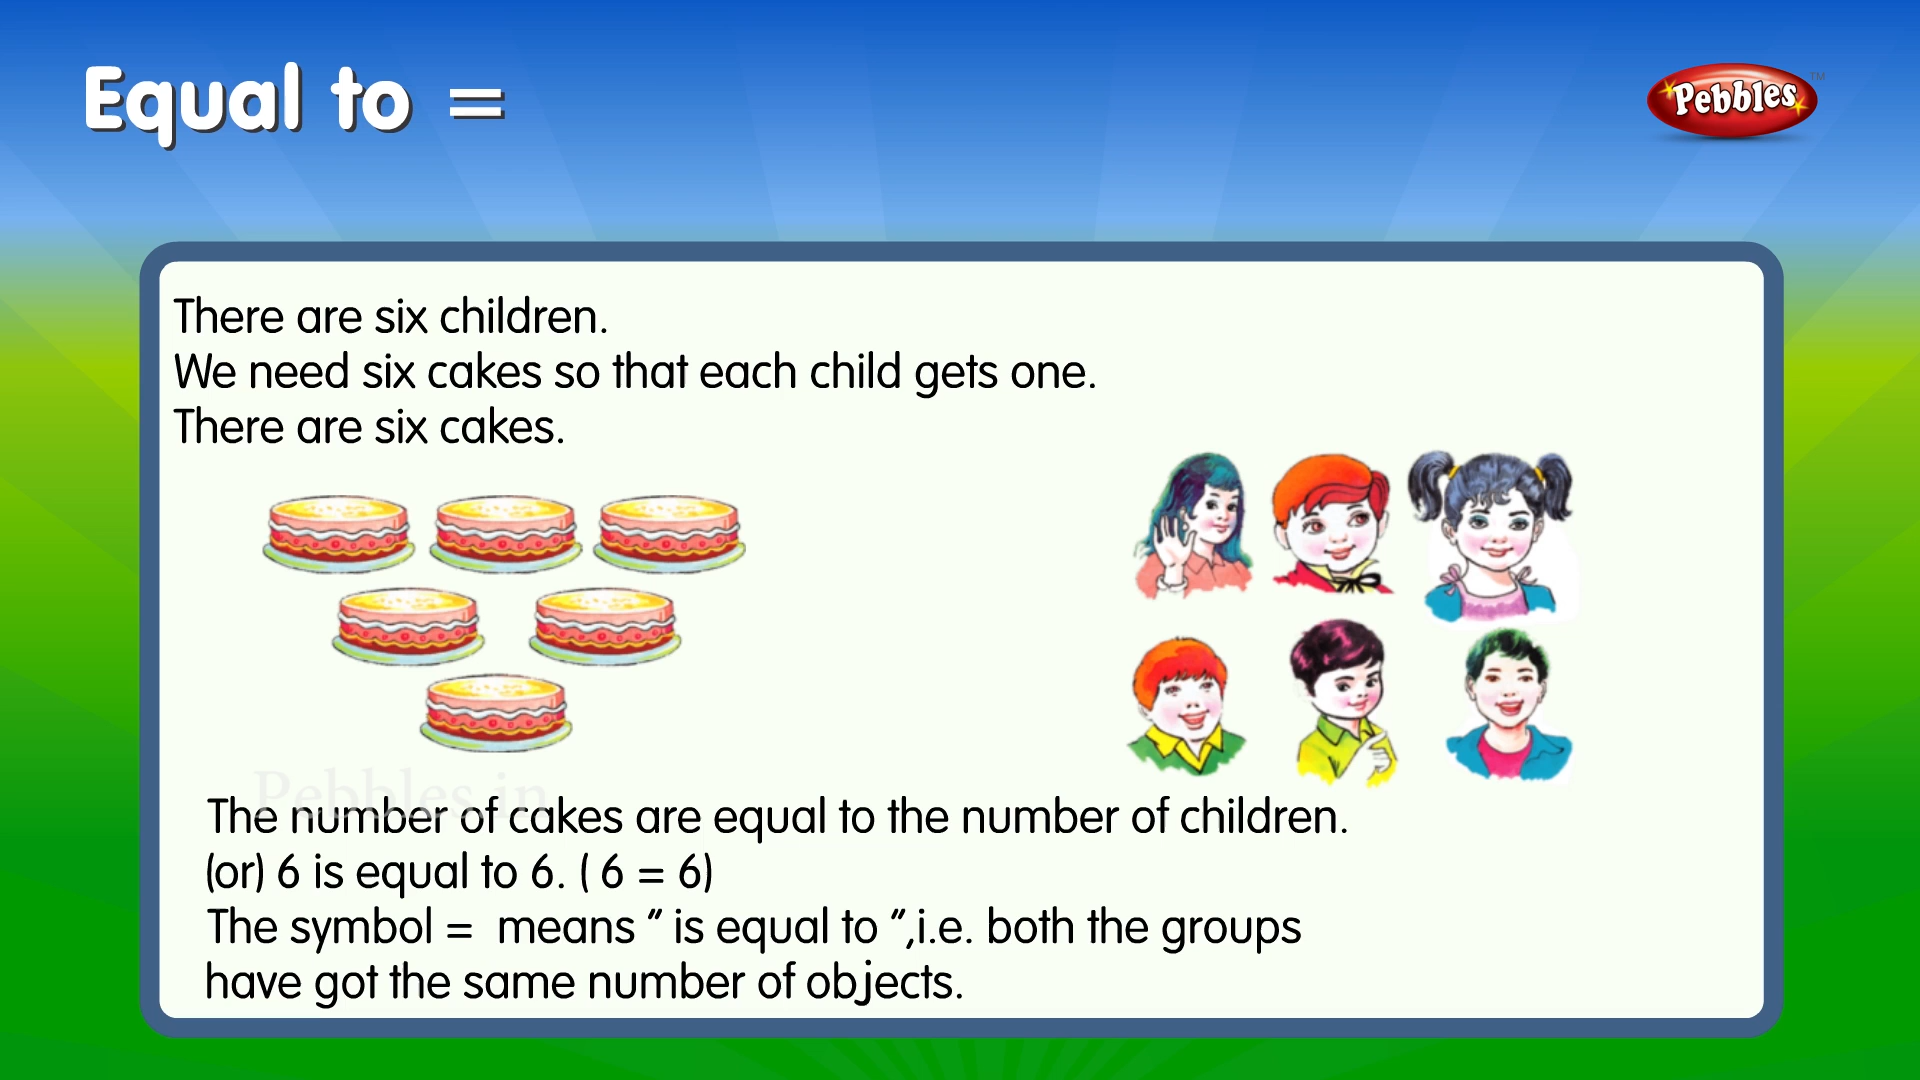 Equal to =
Pebbles™
There are six children.
We need six cakes so that each child gets one.
There are six cakes.
Pebbles.in
The number of cakes are equal to the number of children.
(or) 6 is equal to 6. ( 6 = 6)
The symbol =  means " is equal to ",i.e. both the groups
have got the same number of objects.